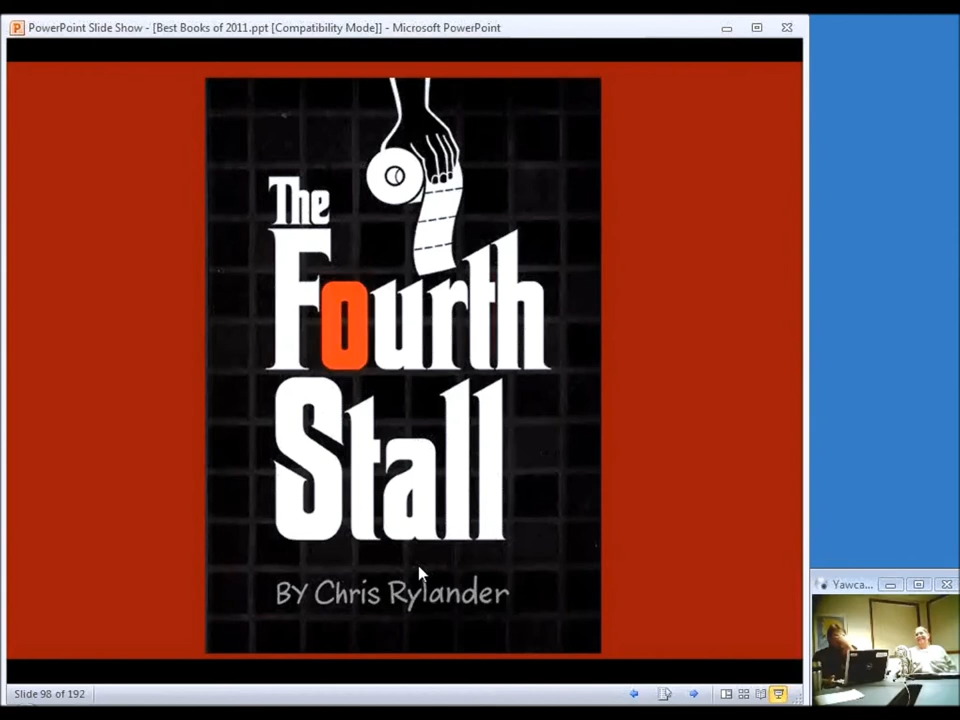 PowerPoint Slide Show - [Best Books of 2011.ppt [Compatibility Mode]] - Microsoft PowerPoint
The
Fourth
Stall
BY Chris Rylander
Yawca...
Slide 98 of 192